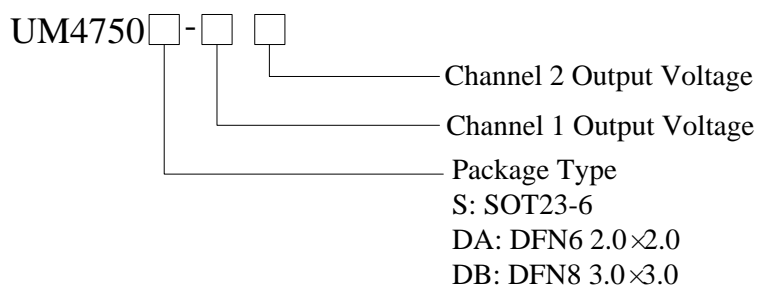 UM4750□-□ □
Channel 2 Output Voltage
Channel 1 Output Voltage
Package Type
S: SOT23-6
DA: DFN6 2.0×2.0
DB: DFN8 3.0×3.0